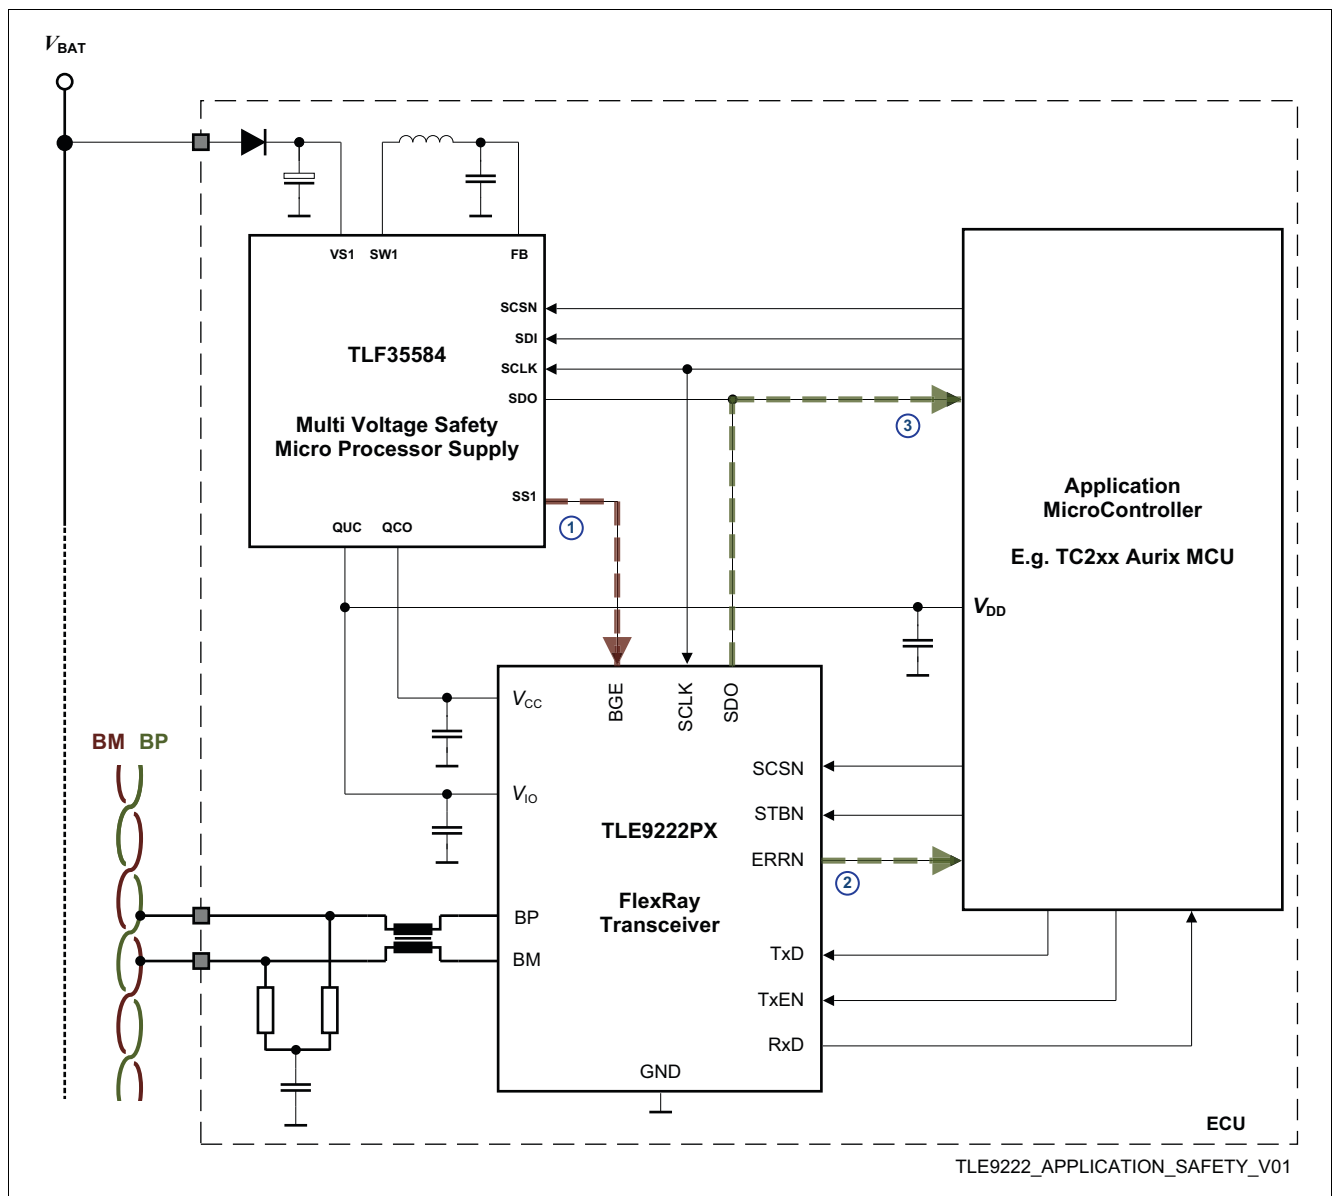 VBAT
VS1 SW1 FB
SCSN
SDI
SCLK
SDO
TLF35584
Multi Voltage Safety
Micro Processor Supply
SS1
QUC QCO
1
3
Application
MicroController
E.g. TC2xx Aurix MCU
VDD
BGE SCLK SDO
VCC
VIO
BM BP
SCSN
STBN
ERRN
2
TLE9222PX
FlexRay
Transceiver
BP
BM
TxD
TxEN
RxD
GND
ECU
TLE9222_APPLICATION_SAFETY_V01